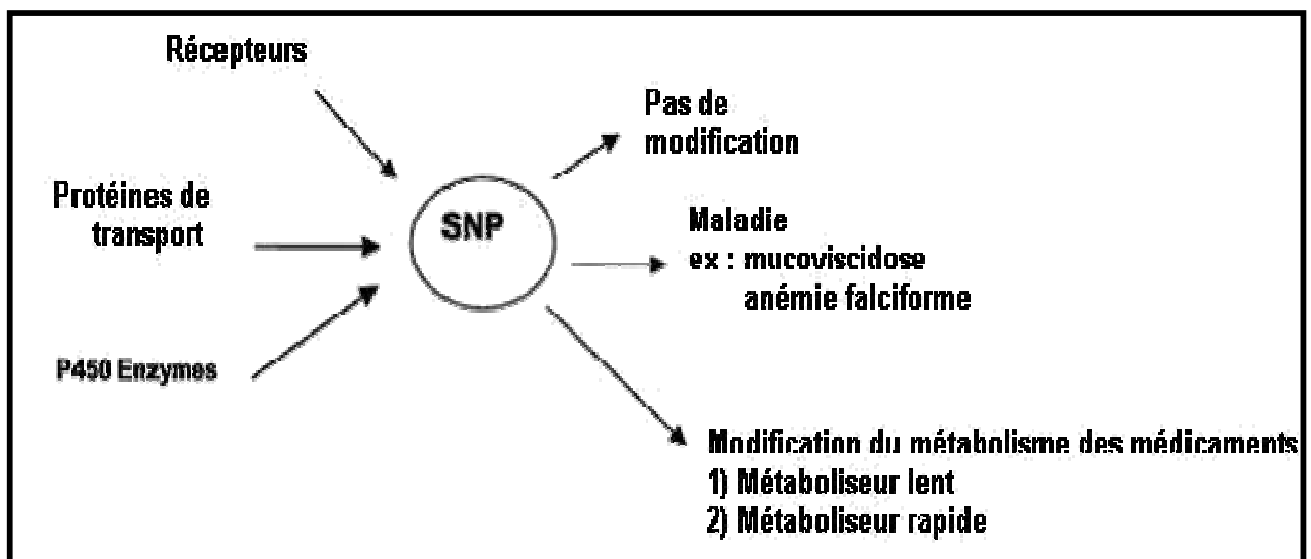 Récepteurs
Protéines de
transport
P450 Enzymes
SNP
Pas de
modification
Maladie
ex : mucoviscidose
anémie falciforme
Modification du métabolisme des médicaments
1) Métaboliseur lent
2) Métaboliseur rapide